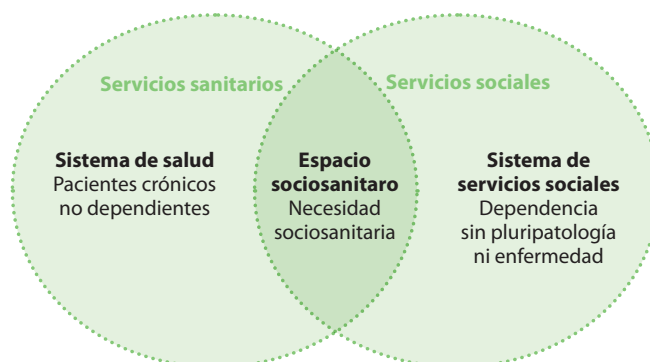 Servicios sanitarios
Servicios sociales
Sistema de salud
Pacientes crónicos
no dependientes
Espacio
sociosanitaro
Necesidad
sociosanitaria
Sistema de
servicios sociales
Dependencia
sin pluripatología
ni enfermedad